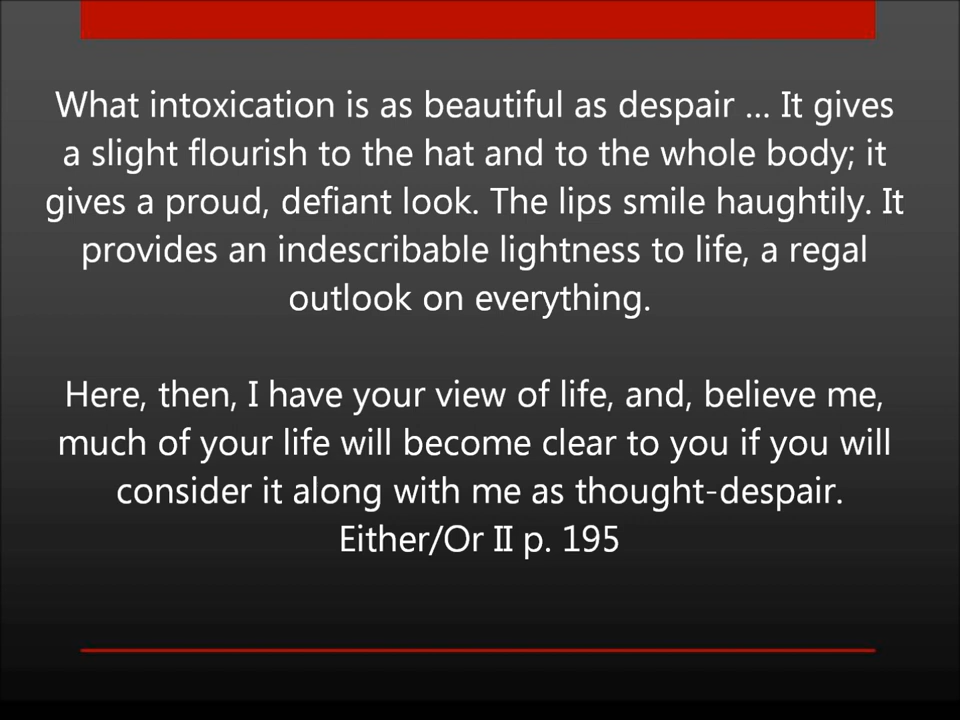 What intoxication is as beautiful as despair ... It gives
a slight flourish to the hat and to the whole body; it
gives a proud, defiant look. The lips smile haughtily. It
provides an indescribable lightness to life, a regal
outlook on everything.
Here, then, I have your view of life, and, believe me,
much of your life will become clear to you if you will
consider it along with me as thought-despair.
Either/Or II p. 195